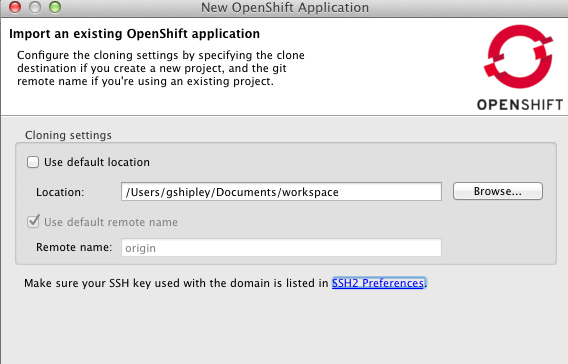 New OpenShift Application
Import an existing OpenShift application
Configure the cloning settings by specifying the clone
destination if you create a new project, and the git
remote name if you're using an existing project.
OPENSHIFT
Cloning settings
Use default location
Location: /Users/gshipley/Documents/workspace Browse...
Use default remote name
Remote name: origin
Make sure your SSH key used with the domain is listed in SSH2 Preferences.